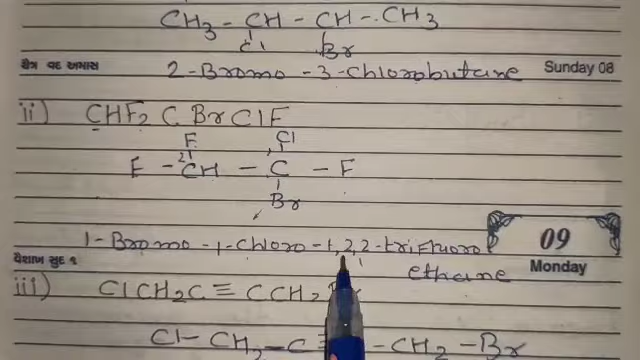 CH3 - CH - CH - CH3
Cl Br
ચૈત્ર વદ અમાસ
2-Bromo-3-chlorobutane
Sunday 08
ii) CHF2 C Br Cl F
F Cl
F - 2CH - C - F
Br
1-Bromo-1-chloro-1,2,2-trifluoro
ethane
09
Monday
વૈશાખ સુદ ૧
iii) ClCH2C ≡ CCH2
Cl - CH2 - C - CH2 - Br